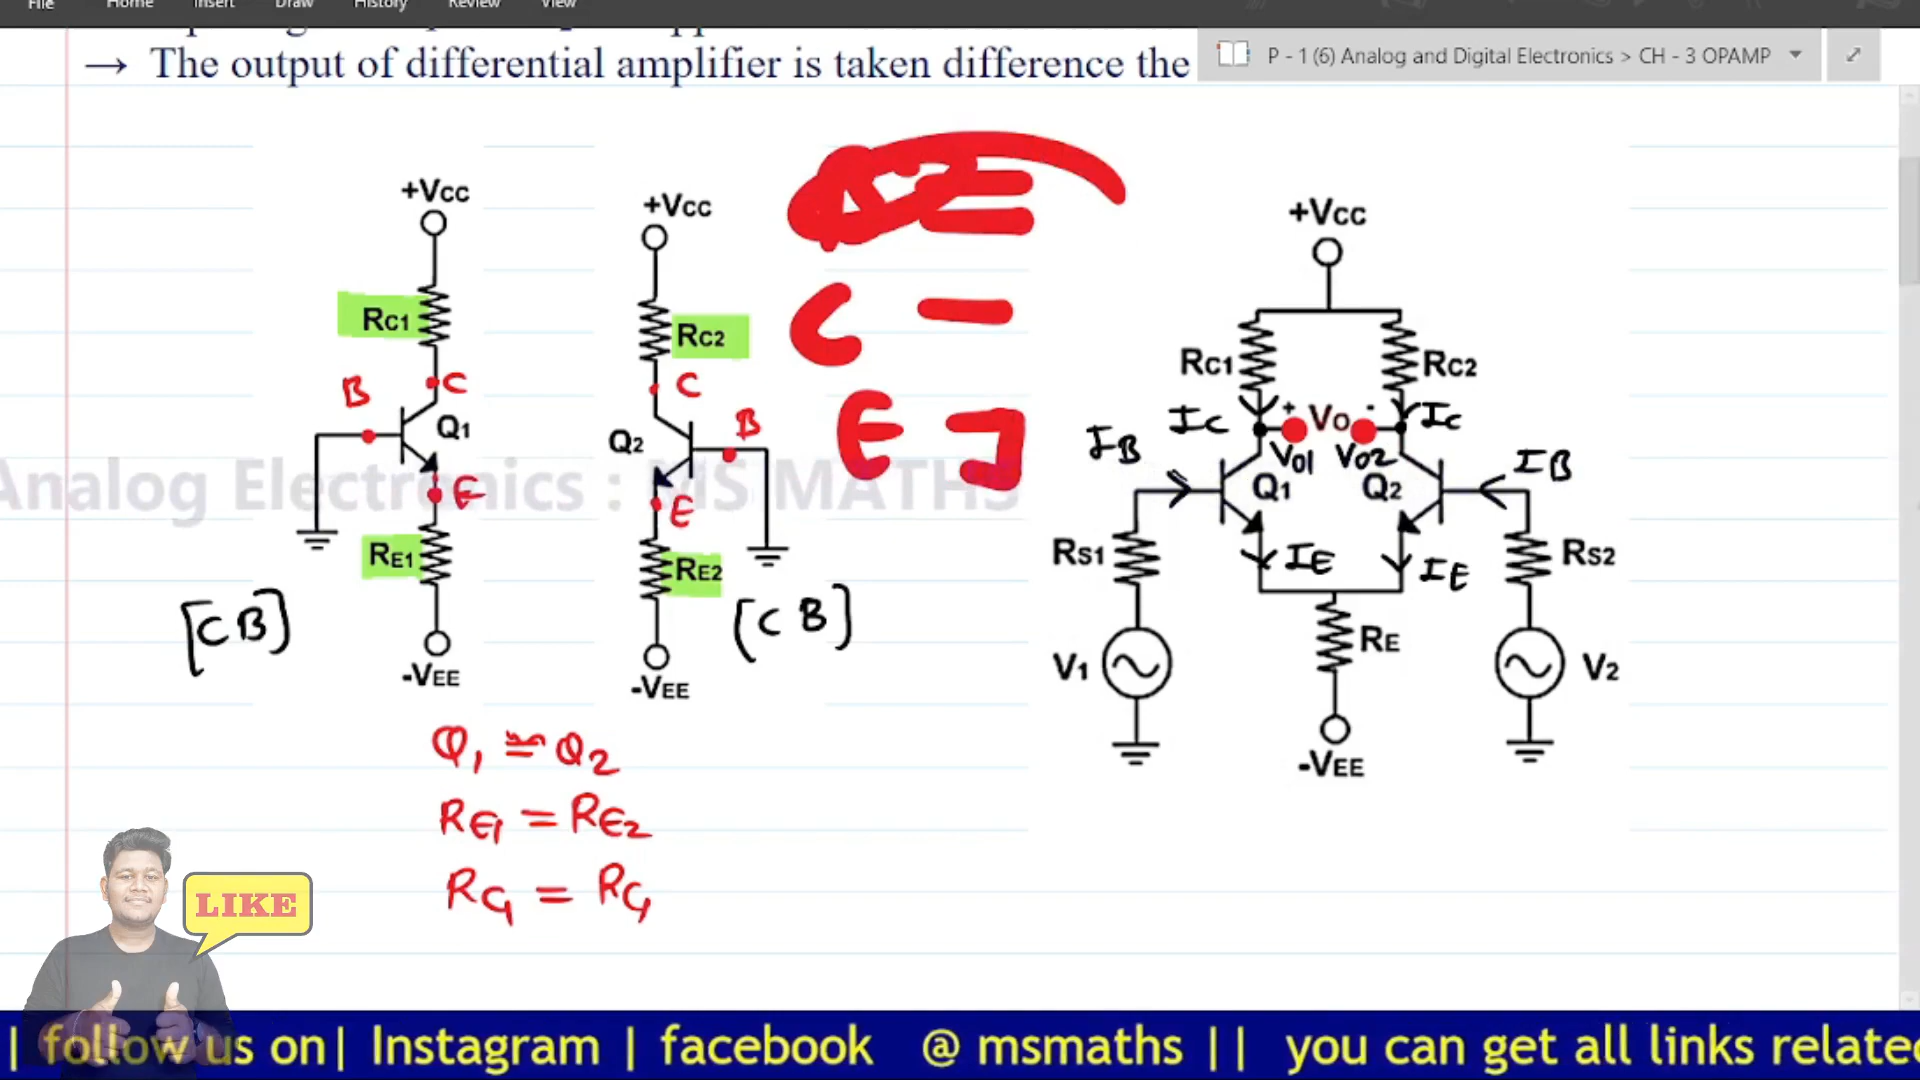 File Home Insert Draw History Review View
→ The output of differential amplifier is taken difference the
P - 1 (6) Analog and Digital Electronics > CH - 3 OPAMP
+VCC
RC1
B
C
Q1
E
RE1
[CB]
-VEE
+VCC
RC2
C
B
Q2
E
RE2
[CB]
-VEE
C -
E ]
+VCC
RC1
RC2
IC
+ Vo -
IC
IB
Vo1 Vo2
IB
Q1
Q2
RS1
IE
IE
RS2
V1
RE
V2
-VEE
Analog Electronics : MS MATHS
Q1 ≅ Q2
RE1 = RE2
RC1 = RC1
LIKE
| follow us on| Instagram | facebook @ msmaths || you can get all links related